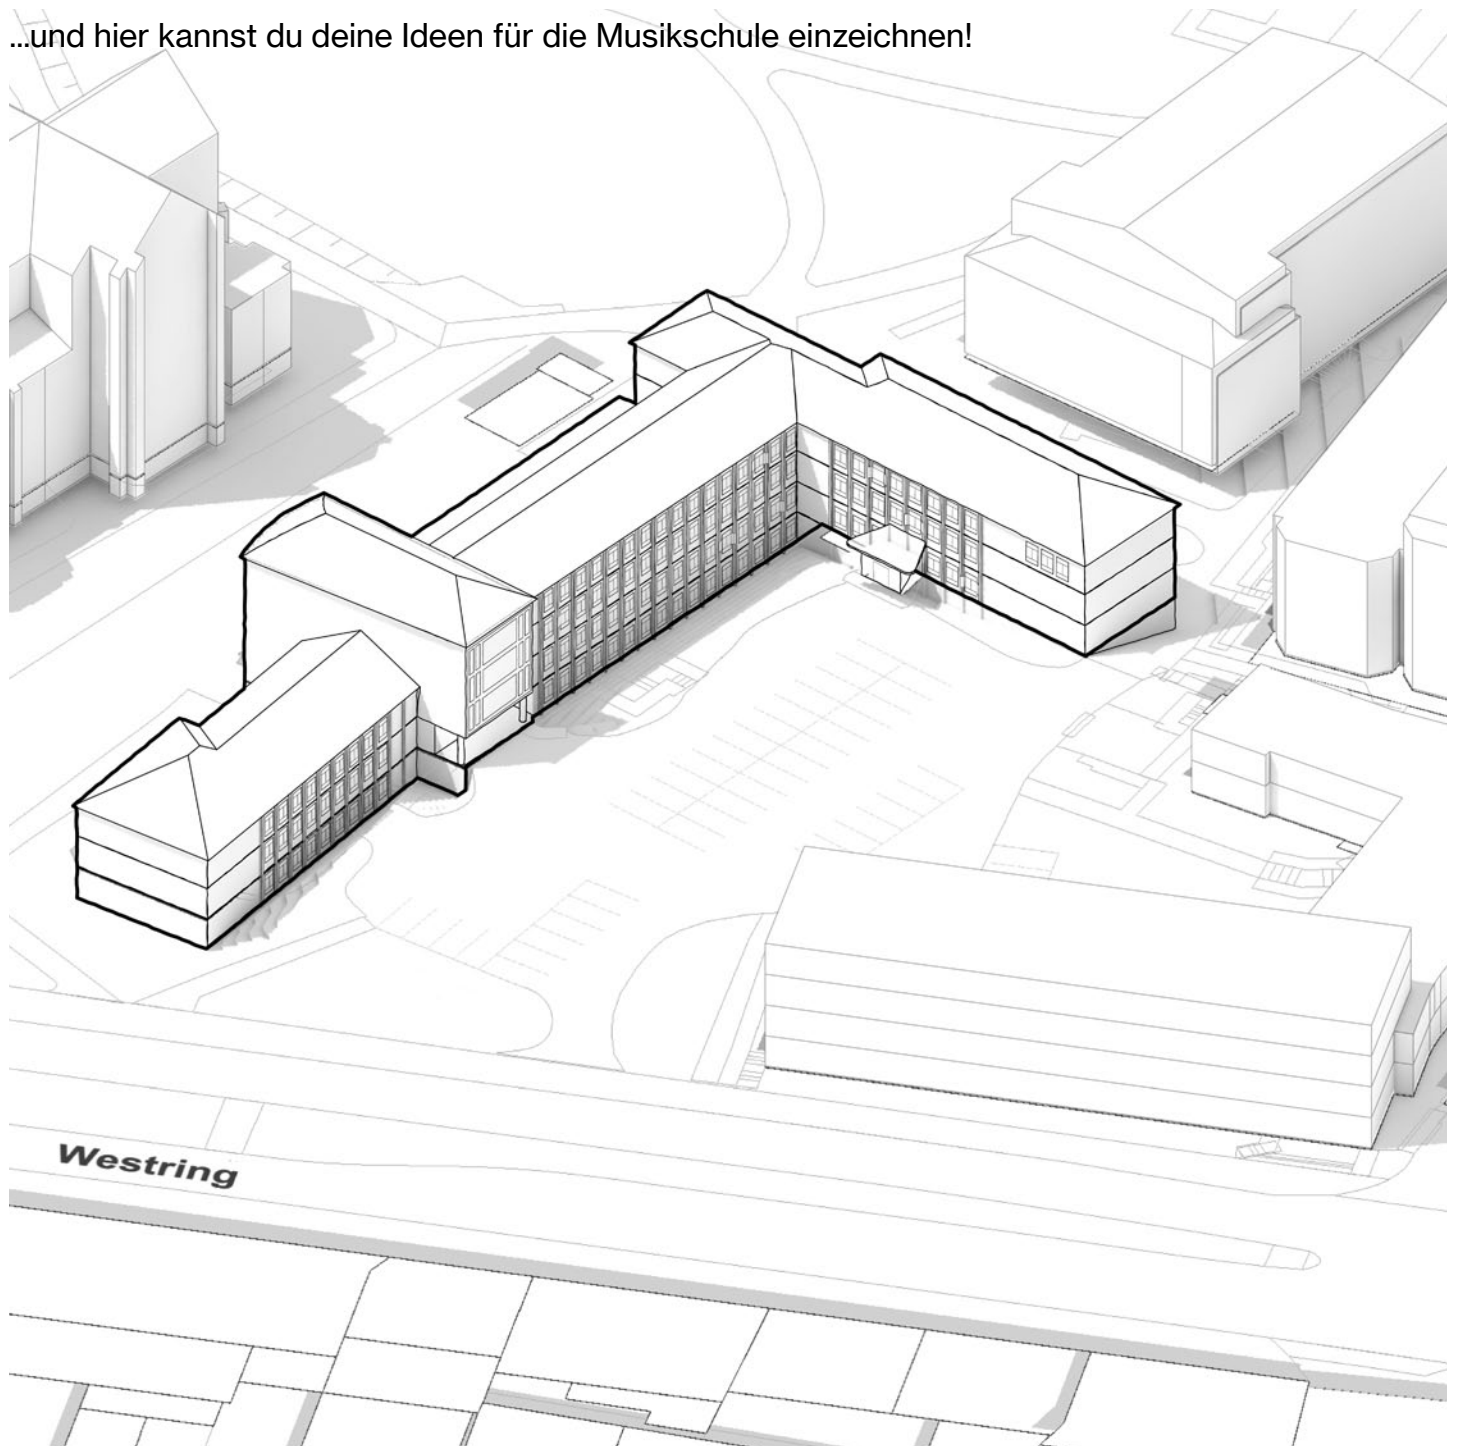 ...und hier kannst du deine Ideen für die Musikschule einzeichnen!
Westring